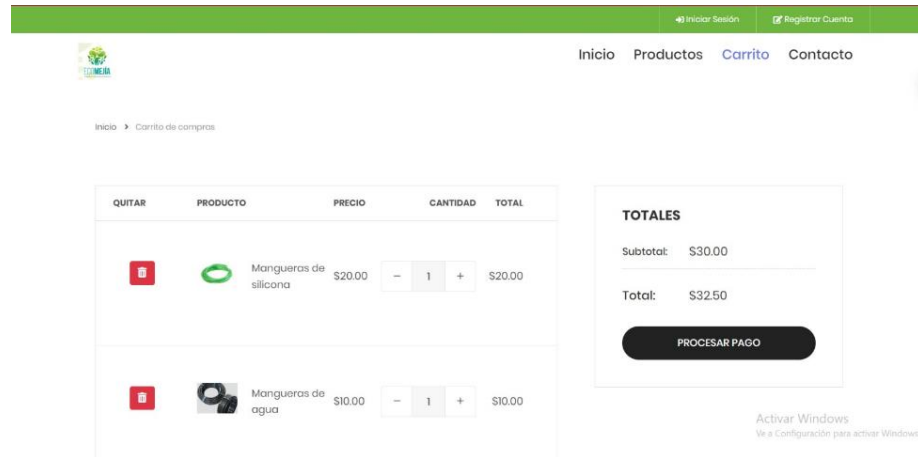 Iniciar Sesión Registrar Cuenta
ECOMEJÍA
Inicio Productos Carrito Contacto
Inicio > Carrito de compras
QUITAR PRODUCTO PRECIO CANTIDAD TOTAL
Mangueras de
silicona
$20.00 - 1 + $20.00
Mangueras de
agua
$10.00 - 1 + $10.00
TOTALES
Subtotal: $30.00
Total: $32.50
PROCESAR PAGO
Activar Windows
Ve a Configuración para activar Windows